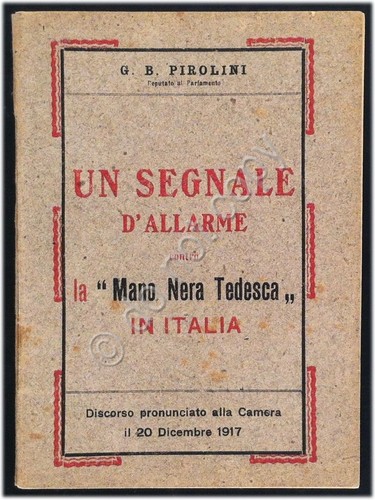 G. B. PIROLINI
Deputato al Parlamento
UN SEGNALE
D'ALLARME
contro
la " Mano Nera Tedesca „
IN ITALIA
Discorso pronunciato alla Camera
il 20 Dicembre 1917